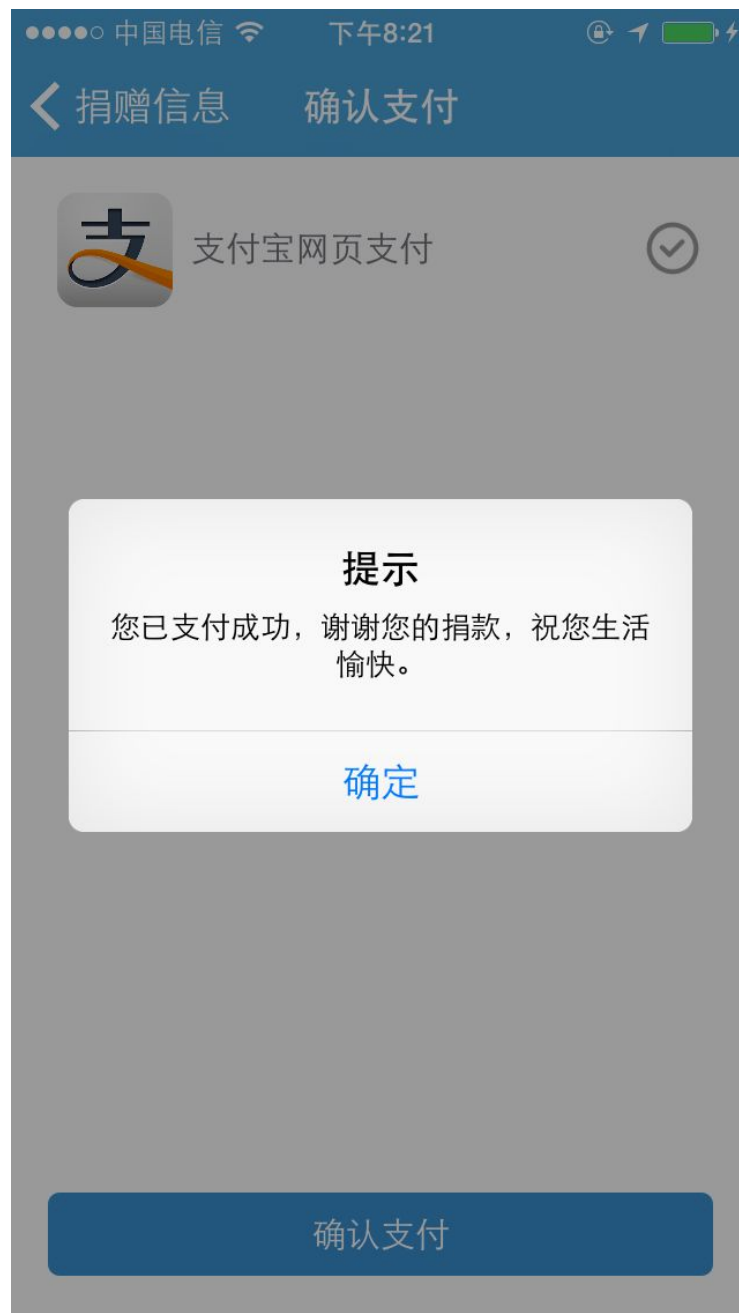 中国电信 下午8:21
捐赠信息 确认支付
支 支付宝网页支付
提示
您已支付成功，谢谢您的捐款，祝您生活
愉快。
确定
确认支付